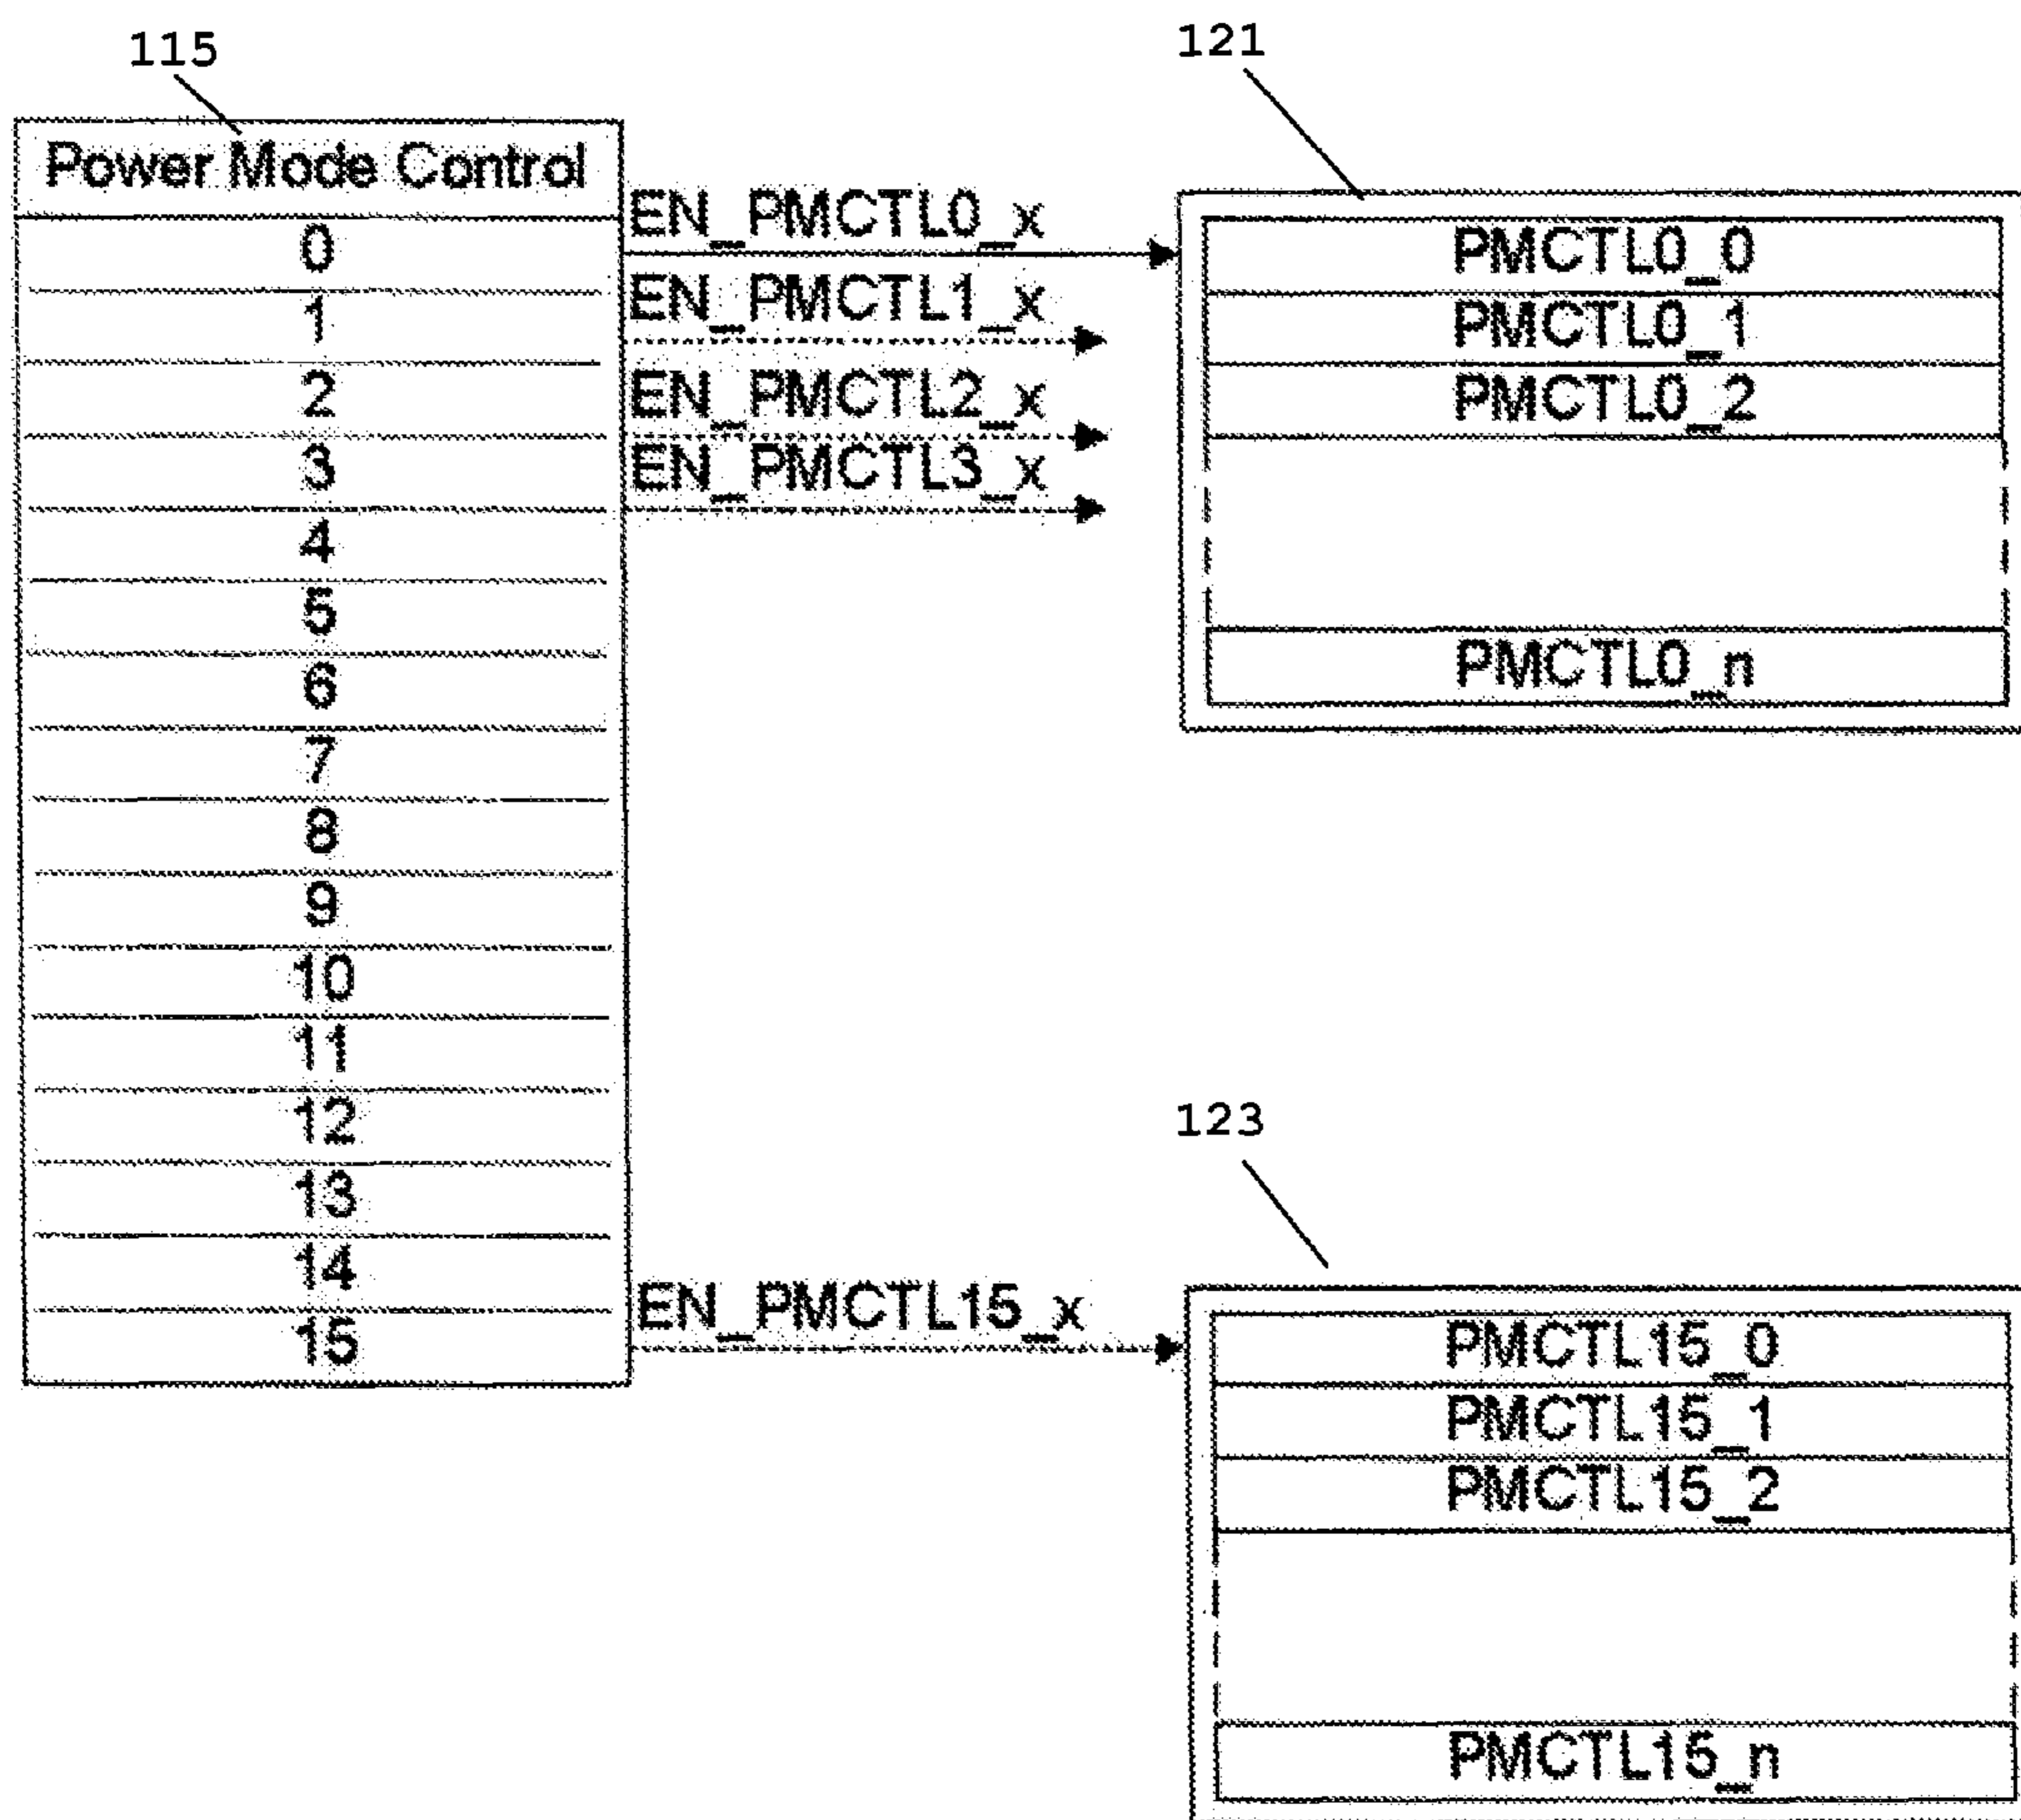 115
121
Power Mode Control
0
1
2
3
4
5
6
7
8
9
10
11
12
13
14
15
EN_PMCTL0_x
EN_PMCTL1_x
EN_PMCTL2_x
EN_PMCTL3_x
EN_PMCTL15_x
PMCTL0_0
PMCTL0_1
PMCTL0_2
PMCTL0_n
123
PMCTL15_0
PMCTL15_1
PMCTL15_2
PMCTL15_n